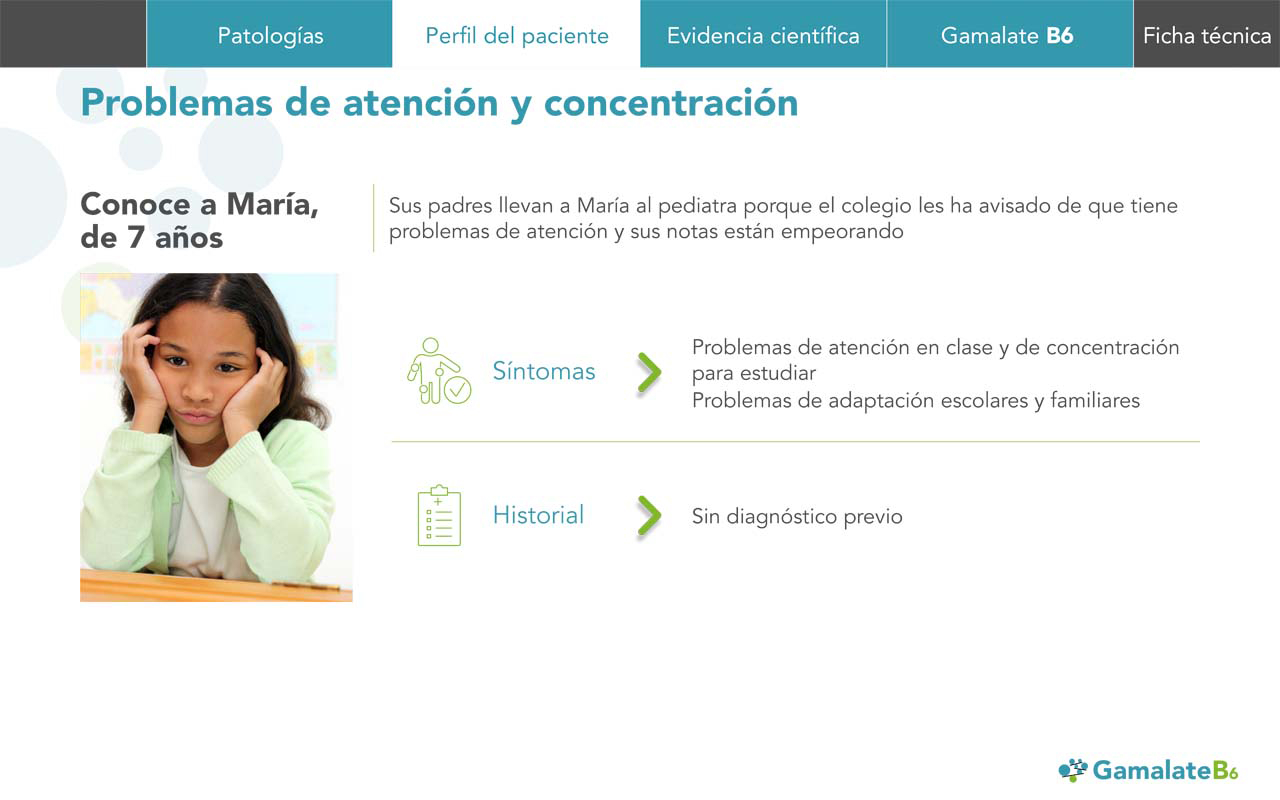 Patologías
Perfil del paciente
Evidencia científica
Gamalate B6
Ficha técnica
Problemas de atención y concentración
Conoce a María,
de 7 años
Sus padres llevan a María al pediatra porque el colegio les ha avisado de que tiene
problemas de atención y sus notas están empeorando
Síntomas
Problemas de atención en clase y de concentración
para estudiar
Problemas de adaptación escolares y familiares
Historial
Sin diagnóstico previo
GamalateB6